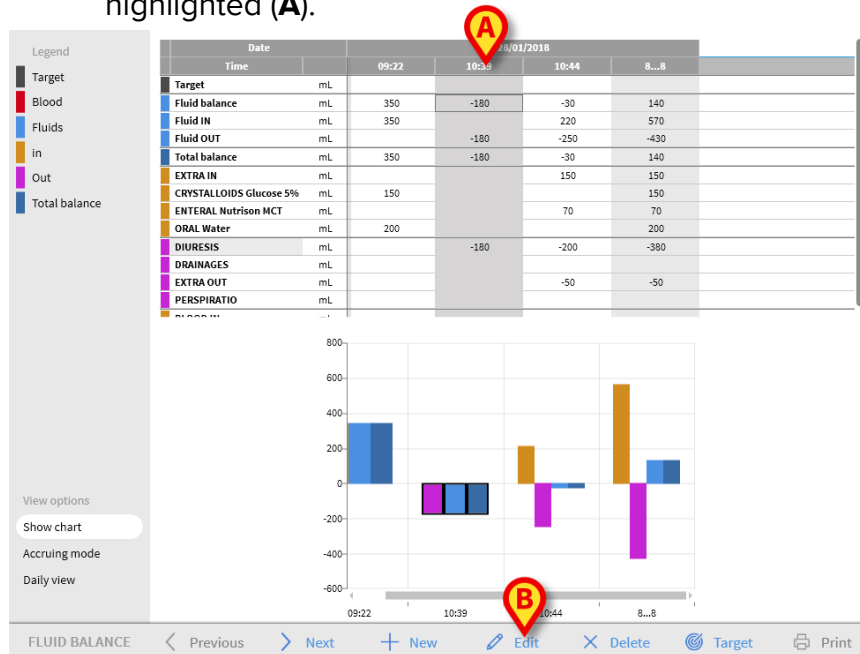 highlighted (A).
A
Legend
Target
Blood
Fluids
in
Out
Total balance
Date /01/2018
Time 09:22 10:39 10:44 8...8
Target mL
Fluid balance mL 350 -180 -30 140
Fluid IN mL 350 220 570
Fluid OUT mL -180 -250 -430
Total balance mL 350 -180 -30 140
EXTRA IN mL 150 150
CRYSTALLOIDS Glucose 5% mL 150 150
ENTERAL Nutrison MCT mL 70 70
ORAL Water mL 200 200
DIURESIS mL -180 -200 -380
DRAINAGES mL
EXTRA OUT mL -50 -50
PERSPIRATIO mL
800
600
400
200
0
-200
-400
-600
09:22 10:39 10:44 8...8
View options
Show chart
Accruing mode
Daily view
B
FLUID BALANCE Previous Next New Edit Delete Target Print